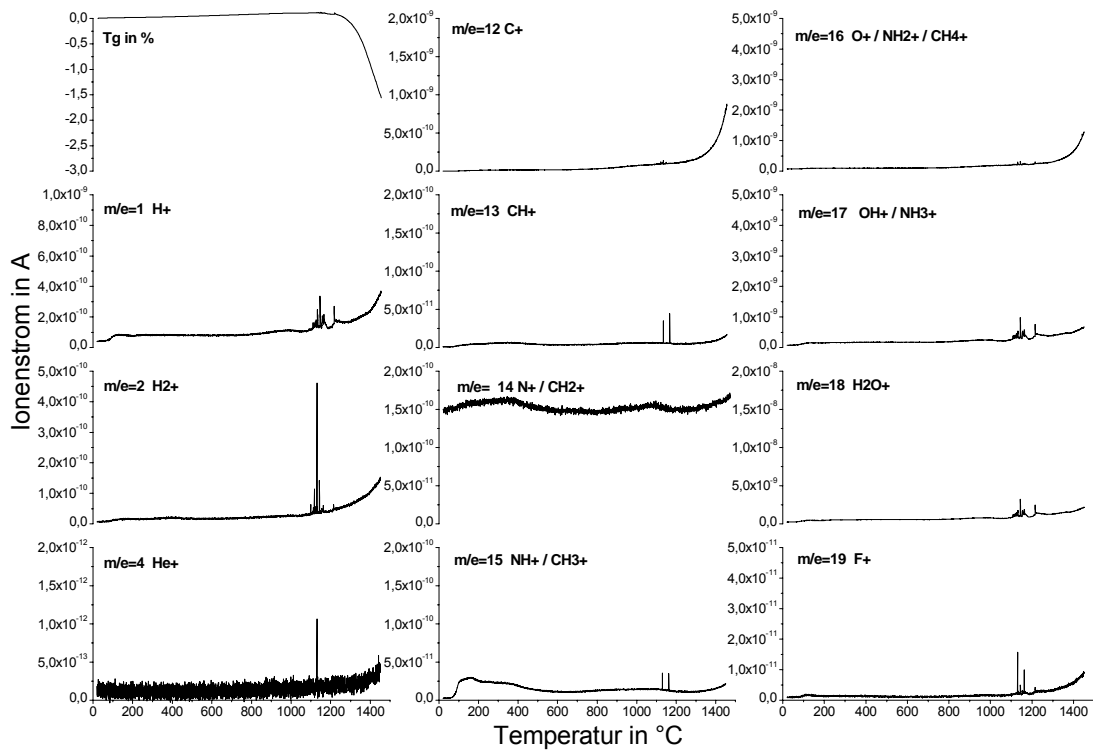 Tg in %
0,0
-0,5
-1,0
-1,5
-2,0
-2,5
-3,0
m/e=12 C+
2,0x10⁻⁹
1,5x10⁻⁹
1,0x10⁻⁹
5,0x10⁻¹⁰
0,0
m/e=16 O+ / NH2+ / CH4+
5,0x10⁻⁹
4,0x10⁻⁹
3,0x10⁻⁹
2,0x10⁻⁹
1,0x10⁻⁹
0,0
Ionenstrom in A
m/e=1 H+
1,0x10⁻⁹
8,0x10⁻¹⁰
6,0x10⁻¹⁰
4,0x10⁻¹⁰
2,0x10⁻¹⁰
0,0
m/e=13 CH+
2,0x10⁻¹⁰
1,5x10⁻¹⁰
1,0x10⁻¹⁰
5,0x10⁻¹¹
0,0
m/e=17 OH+ / NH3+
5,0x10⁻⁹
4,0x10⁻⁹
3,0x10⁻⁹
2,0x10⁻⁹
1,0x10⁻⁹
0,0
m/e=2 H2+
5,0x10⁻¹⁰
4,0x10⁻¹⁰
3,0x10⁻¹⁰
2,0x10⁻¹⁰
1,0x10⁻¹⁰
0,0
m/e= 14 N+ / CH2+
2,0x10⁻¹⁰
1,5x10⁻¹⁰
1,0x10⁻¹⁰
5,0x10⁻¹¹
0,0
m/e=18 H2O+
2,0x10⁻⁸
1,5x10⁻⁸
1,0x10⁻⁸
5,0x10⁻⁹
0,0
m/e=4 He+
2,0x10⁻¹²
1,5x10⁻¹²
1,0x10⁻¹²
5,0x10⁻¹³
0,0
0 200 400 600 800 1000 1200 1400
m/e=15 NH+ / CH3+
2,0x10⁻¹⁰
1,5x10⁻¹⁰
1,0x10⁻¹⁰
5,0x10⁻¹¹
0,0
0 200 400 600 800 1000 1200 1400
m/e=19 F+
5,0x10⁻¹¹
4,0x10⁻¹¹
3,0x10⁻¹¹
2,0x10⁻¹¹
1,0x10⁻¹¹
0,0
0 200 400 600 800 1000 1200 1400
Temperatur in °C